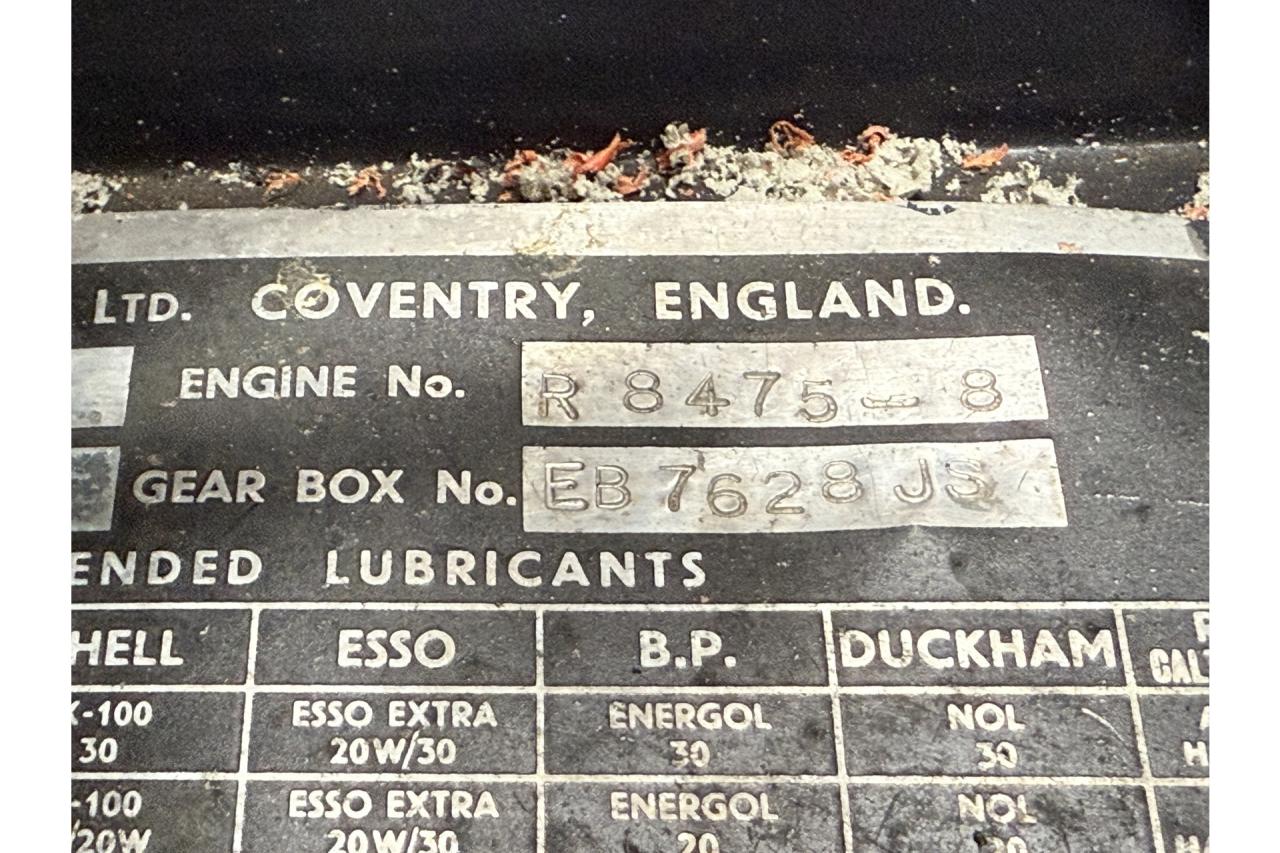 LTD. COVENTRY, ENGLAND.
ENGINE No. R 8475-8
GEAR BOX No. EB 7628 JS
ENDED LUBRICANTS
HELL ESSO B.P. DUCKHAM
-100 ESSO EXTRA ENERGOL NOL
30 20W/30 30 30
-100 ESSO EXTRA ENERGOL NOL
/20W 20W/30 20 20